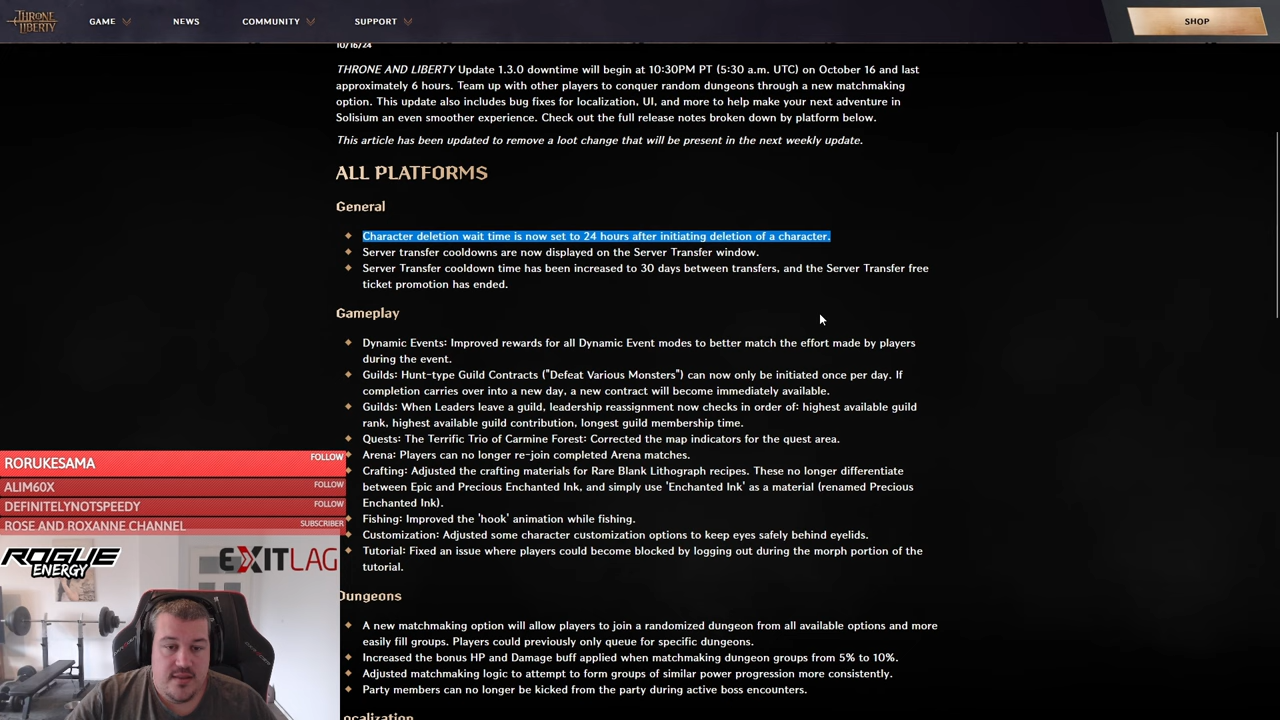 THRONE AND LIBERTY
GAME
NEWS
COMMUNITY
SUPPORT
SHOP
10/16/24
THRONE AND LIBERTY Update 1.3.0 downtime will begin at 10:30PM PT (5:30 a.m. UTC) on October 16 and last
approximately 6 hours. Team up with other players to conquer random dungeons through a new matchmaking
option. This update also includes bug fixes for localization, UI, and more to help make your next adventure in
Solisium an even smoother experience. Check out the full release notes broken down by platform below.
This article has been updated to remove a loot change that will be present in the next weekly update.
ALL PLATFORMS
General
Character deletion wait time is now set to 24 hours after initiating deletion of a character.
Server transfer cooldowns are now displayed on the Server Transfer window.
Server Transfer cooldown time has been increased to 30 days between transfers, and the Server Transfer free
ticket promotion has ended.
Gameplay
Dynamic Events: Improved rewards for all Dynamic Event modes to better match the effort made by players
during the event.
Guilds: Hunt-type Guild Contracts ("Defeat Various Monsters") can now only be initiated once per day. If
completion carries over into a new day, a new contract will become immediately available.
Guilds: When Leaders leave a guild, leadership reassignment now checks in order of: highest available guild
rank, highest available guild contribution, longest guild membership time.
Quests: The Terrific Trio of Carmine Forest: Corrected the map indicators for the quest area.
Arena: Players can no longer re-join completed Arena matches.
Crafting: Adjusted the crafting materials for Rare Blank Lithograph recipes. These no longer differentiate
between Epic and Precious Enchanted Ink, and simply use 'Enchanted Ink' as a material (renamed Precious
Enchanted Ink).
Fishing: Improved the 'hook' animation while fishing.
Customization: Adjusted some character customization options to keep eyes safely behind eyelids.
Tutorial: Fixed an issue where players could become blocked by logging out during the morph portion of the
tutorial.
Dungeons
A new matchmaking option will allow players to join a randomized dungeon from all available options and more
easily fill groups. Players could previously only queue for specific dungeons.
Increased the bonus HP and Damage buff applied when matchmaking dungeon groups from 5% to 10%.
Adjusted matchmaking logic to attempt to form groups of similar power progression more consistently.
Party members can no longer be kicked from the party during active boss encounters.
Localization
RORUKESAMA FOLLOW
ALIM60X FOLLOW
DEFINITELYNOTSPEEDY FOLLOW
ROSE AND ROXANNE CHANNEL SUBSCRIBER
ROGUE ENERGY
EXITLAG